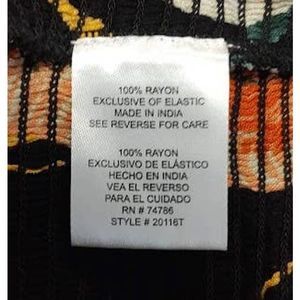 100% RAYON
EXCLUSIVE OF ELASTIC
MADE IN INDIA
SEE REVERSE FOR CARE
100% RAYON
EXCLUSIVO DE ELÁSTICO
HECHO EN INDIA
VEA EL REVERSO
PARA EL CUIDADO
RN # 74786
STYLE # 20116T